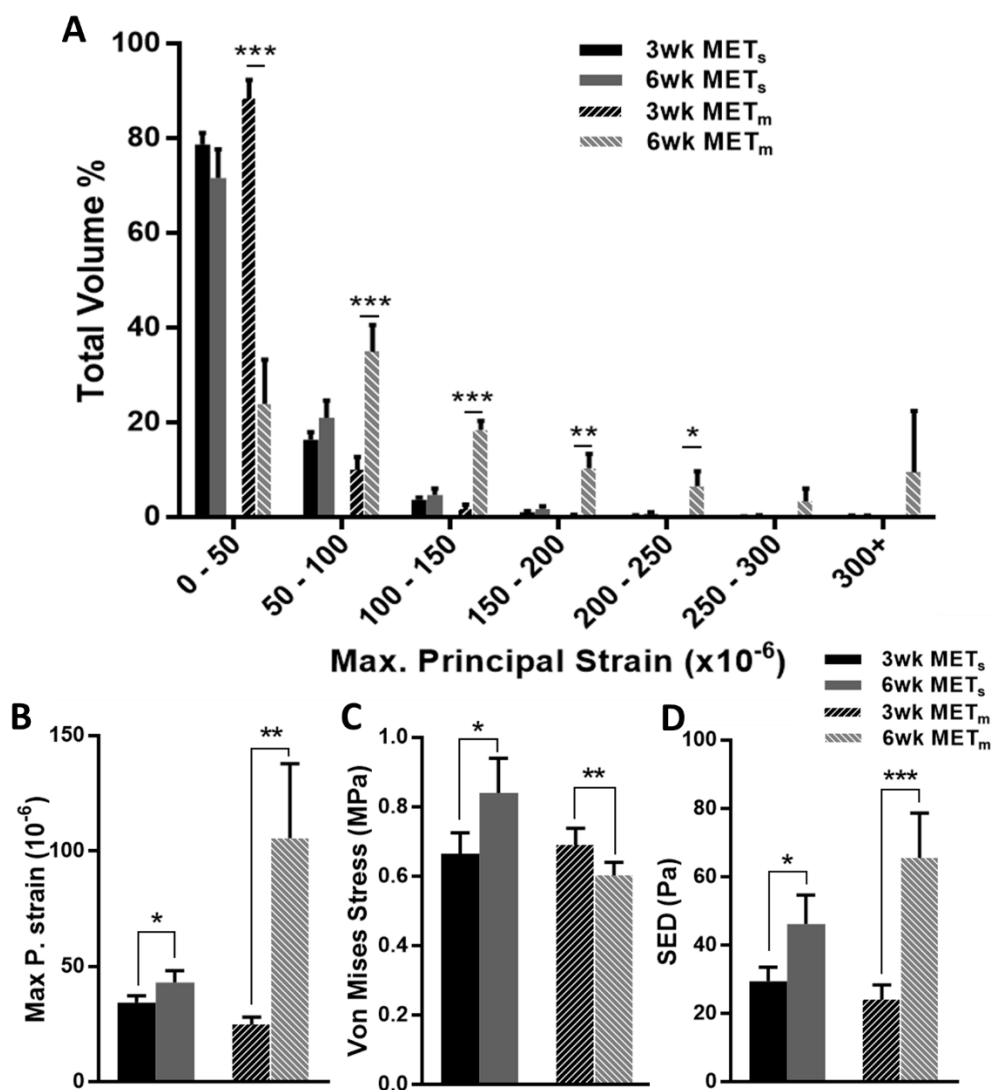 A
100
80
60
40
20
0
Total Volume %
***
***
***
**
*
3wk METs
6wk METs
3wk METm
6wk METm
0 - 50
50 - 100
100 - 150
150 - 200
200 - 250
250 - 300
300+
Max. Principal Strain (x10-6)
3wk METs
6wk METs
3wk METm
6wk METm
B
150
100
50
0
Max P. strain (10-6)
*
**
C
1.0
0.8
0.6
0.4
0.2
0.0
Von Mises Stress (MPa)
*
**
D
100
80
60
40
20
0
SED (Pa)
*
***